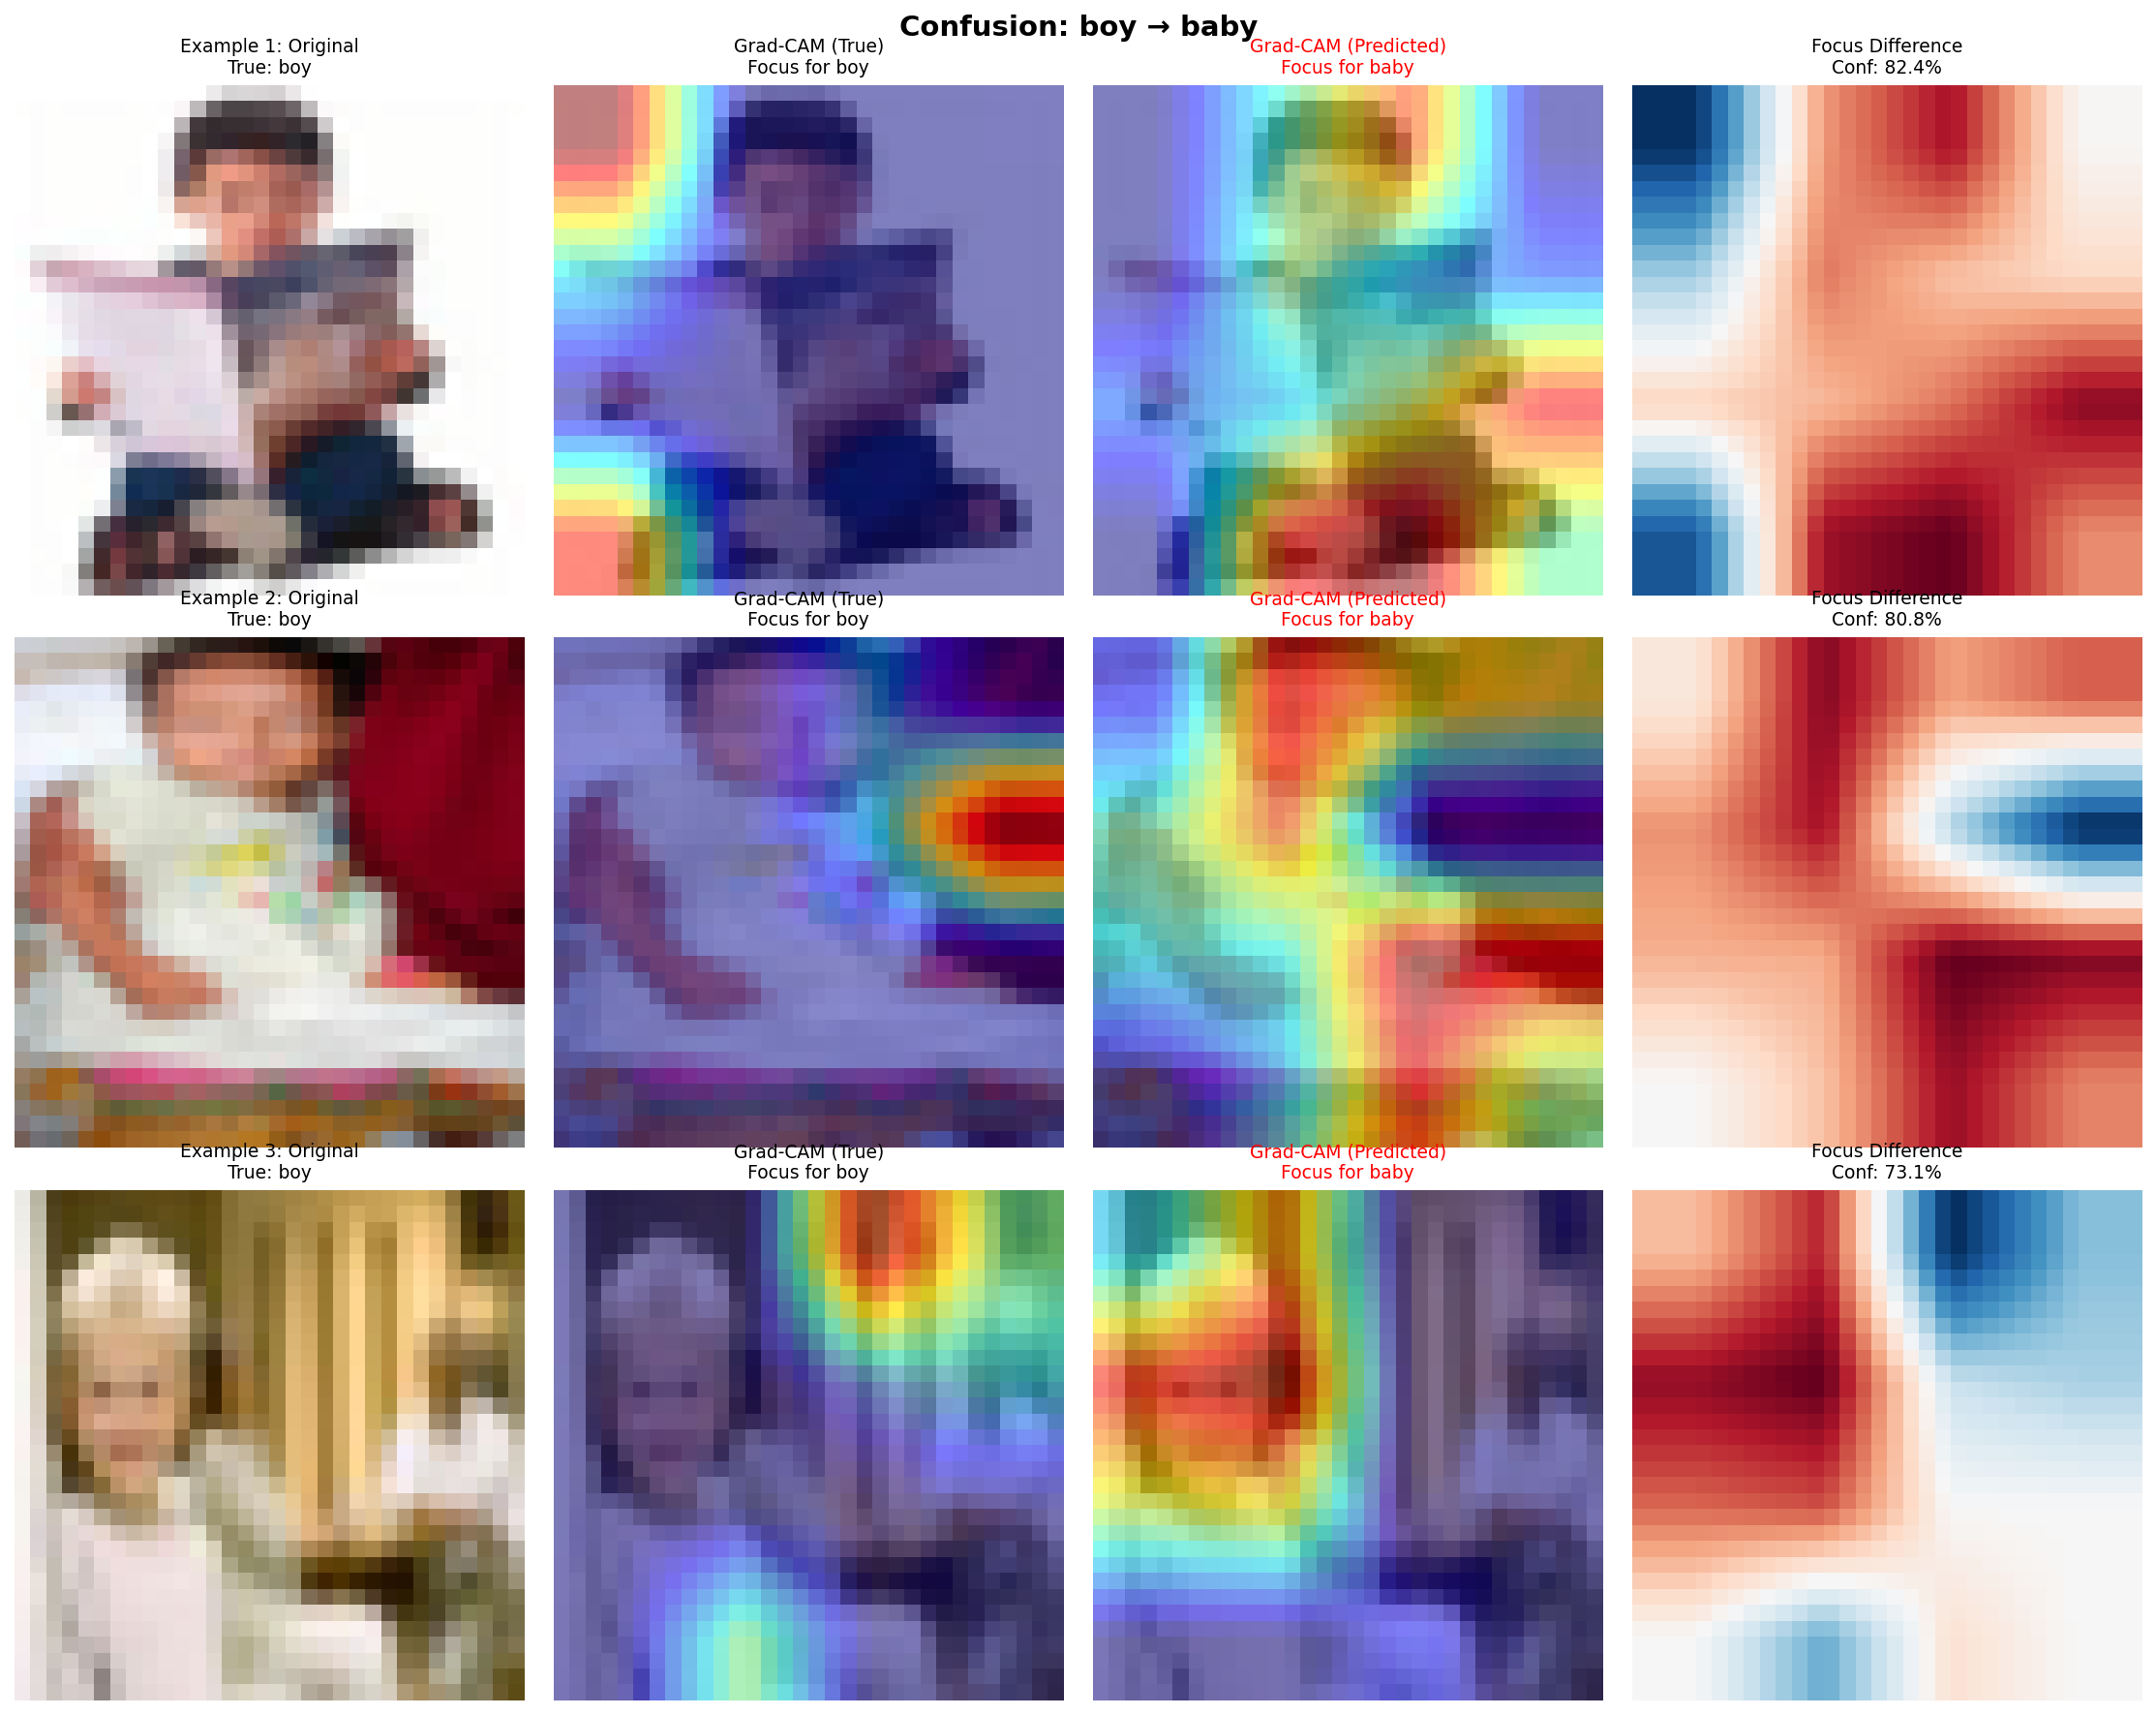 Confusion: boy → baby
Example 1: Original
True: boy
Grad-CAM (True)
Focus for boy
Grad-CAM (Predicted)
Focus for baby
Focus Difference
Conf: 82.4%
Example 2: Original
True: boy
Grad-CAM (True)
Focus for boy
Grad-CAM (Predicted)
Focus for baby
Focus Difference
Conf: 80.8%
Example 3: Original
True: boy
Grad-CAM (True)
Focus for boy
Grad-CAM (Predicted)
Focus for baby
Focus Difference
Conf: 73.1%